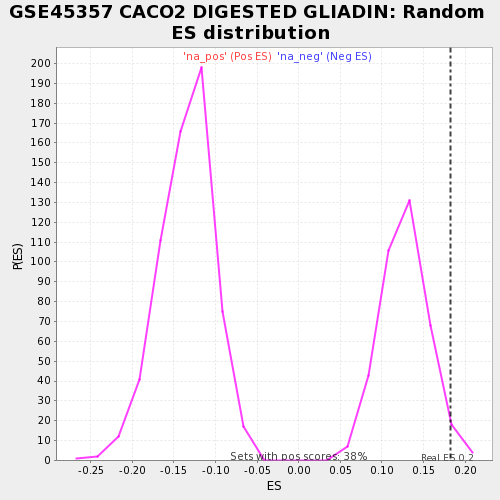 GSE45357 CACO2 DIGESTED GLIADIN: Random
ES distribution
'na_pos' (Pos ES) 'na_neg' (Neg ES)
200
190
180
170
160
150
140
130
120
110
100
90
80
70
60
50
40
30
20
10
0
P(ES)
Sets with pos scores: 38%
Real ES 0.2
-0.25 -0.20 -0.15 -0.10 -0.05 0.00 0.05 0.10 0.15 0.20
ES